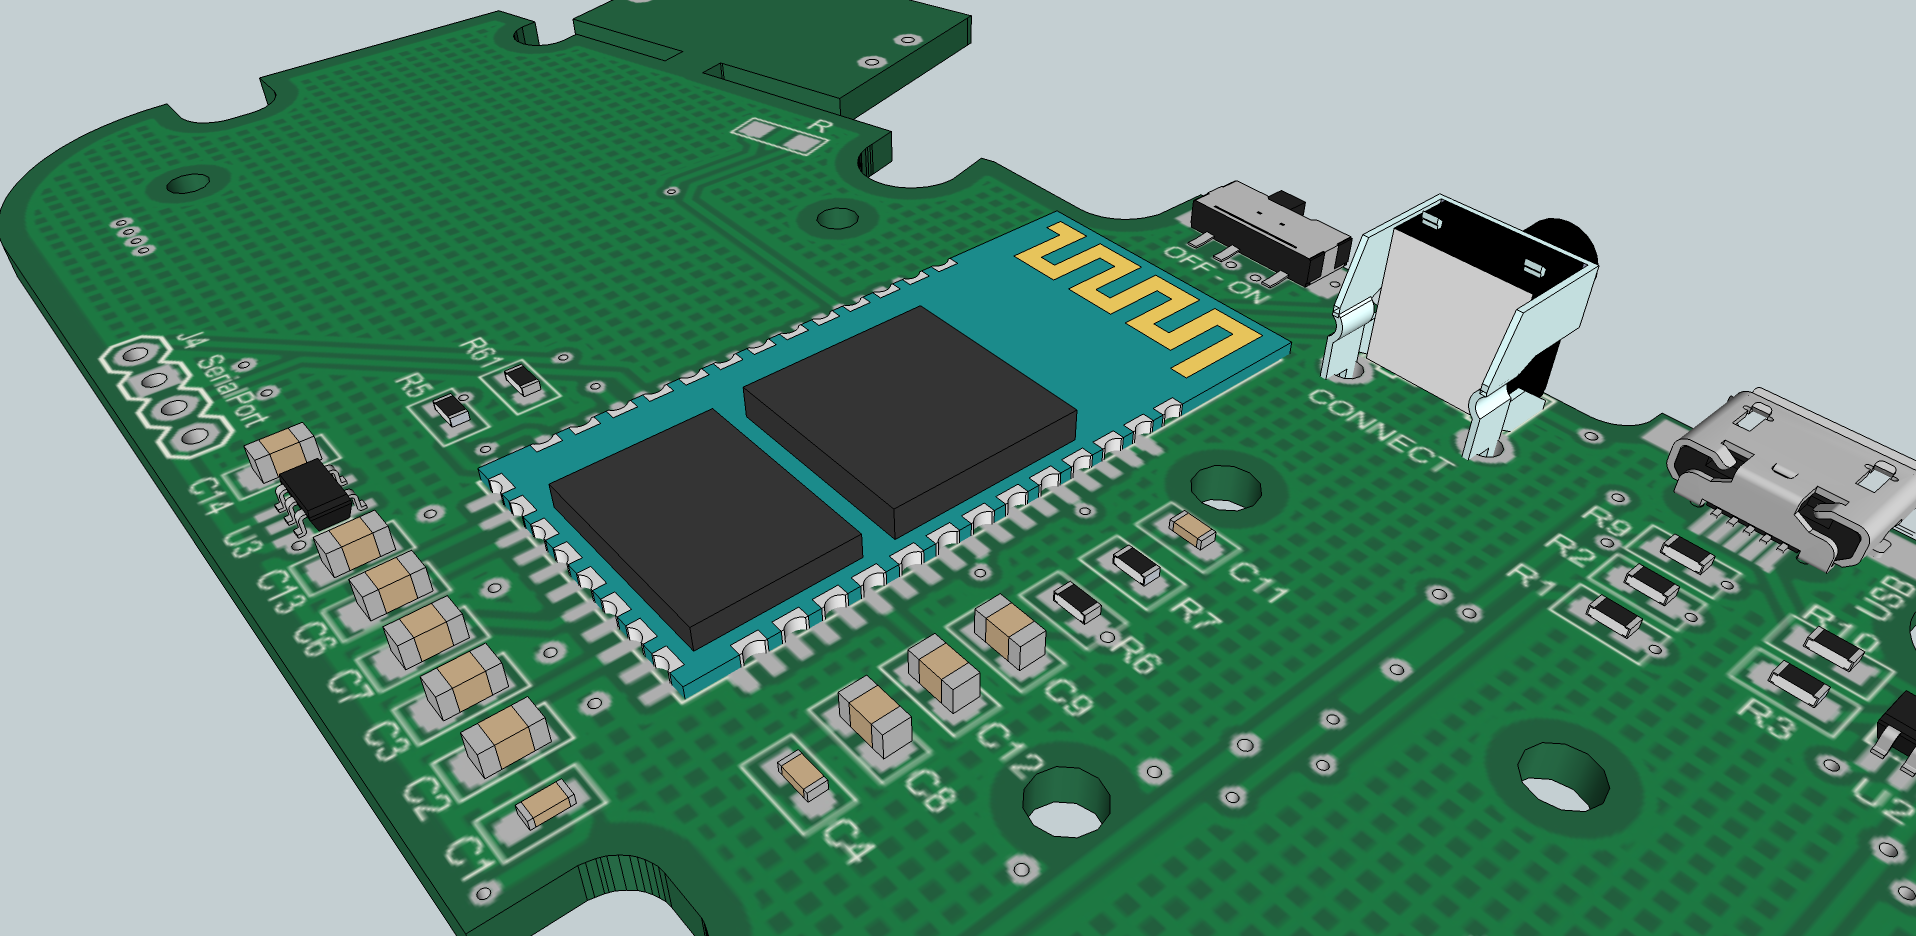 R
OFF - ON
J4 SerialPort
R61
R5
CONNECT
C14
U3
C13
C6
C7
C3
C2
C1
C4
C8
C12
C9
R6
R7
C11
R9
R2
R1
USB
R10
R3
U2